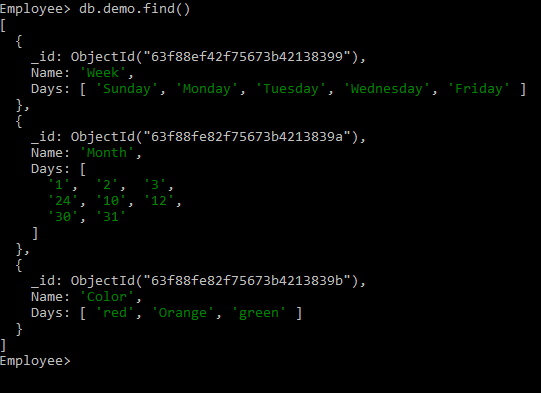 Employee> db.demo.find()
[
  {
    _id: ObjectId("63f88ef42f75673b42138399"),
    Name: 'Week',
    Days: [ 'Sunday', 'Monday', 'Tuesday', 'Wednesday', 'Friday' ]
  },
  {
    _id: ObjectId("63f88fe82f75673b4213839a"),
    Name: 'Month',
    Days: [
      '1',  '2',  '3',
      '24', '10', '12',
      '30', '31'
    ]
  },
  {
    _id: ObjectId("63f88fe82f75673b4213839b"),
    Name: 'Color',
    Days: [ 'red', 'Orange', 'green' ]
  }
]
Employee>